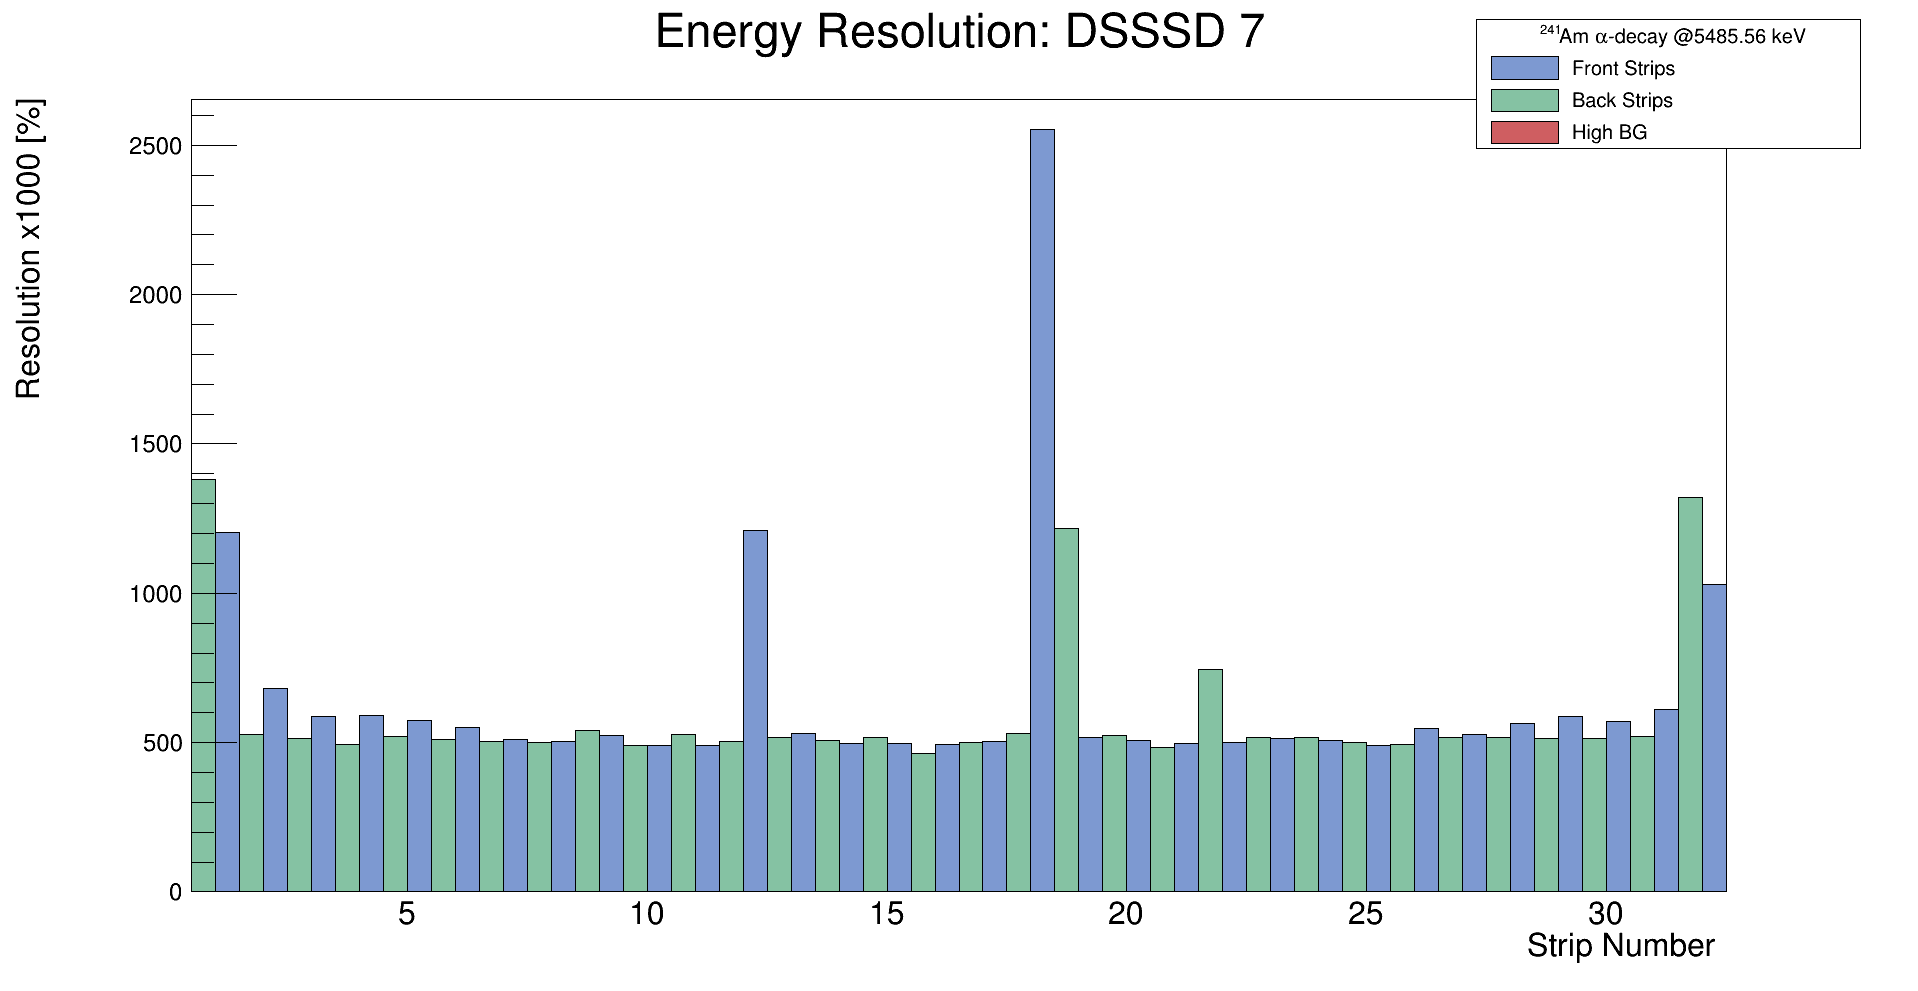 Energy Resolution: DSSSD 7
²⁴¹Am α-decay @5485.56 keV
Front Strips
Back Strips
High BG
Resolution x1000 [%]
2500
2000
1500
1000
500
0
5 10 15 20 25 30
Strip Number